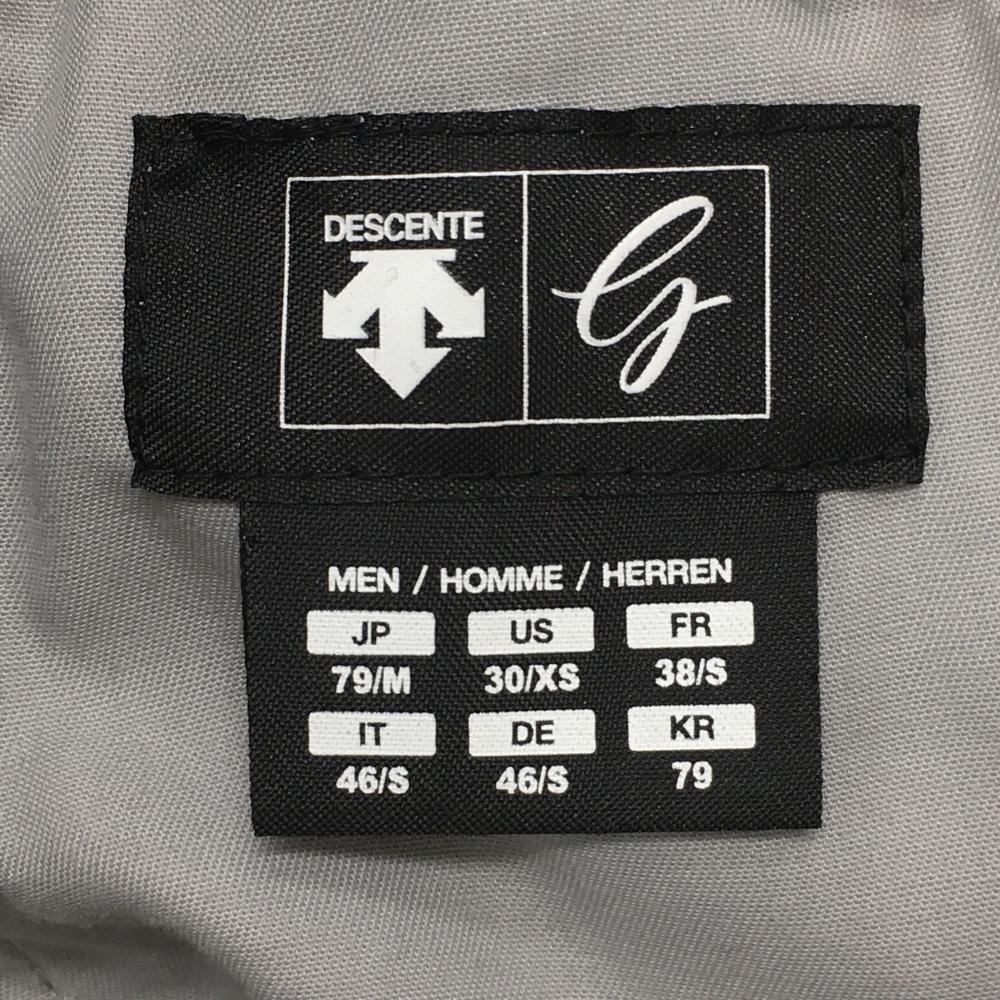 DESCENTE
G
MEN / HOMME / HERREN
JP US FR
79/M 30/XS 38/S
IT DE KR
46/S 46/S 79